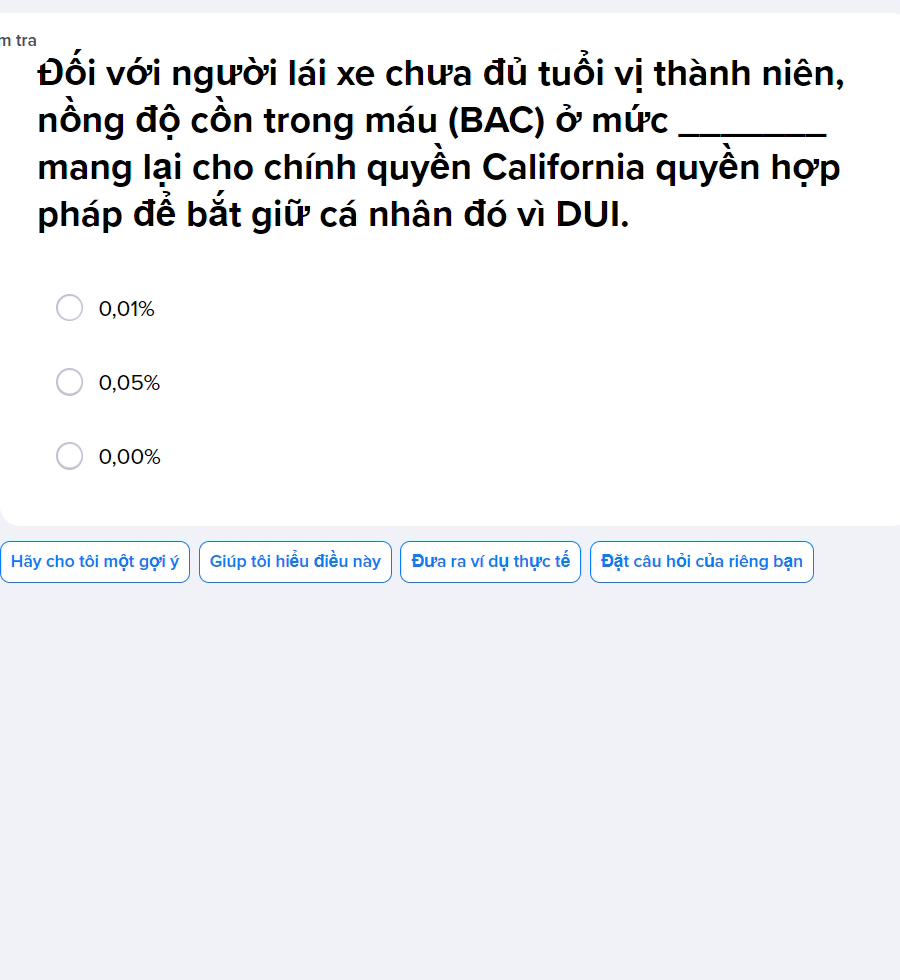 m tra
Đối với người lái xe chưa đủ tuổi vị thành niên,
nồng độ cồn trong máu (BAC) ở mức _______
mang lại cho chính quyền California quyền hợp
pháp để bắt giữ cá nhân đó vì DUI.
0,01%
0,05%
0,00%
Hãy cho tôi một gợi ý Giúp tôi hiểu điều này Đưa ra ví dụ thực tế Đặt câu hỏi của riêng bạn